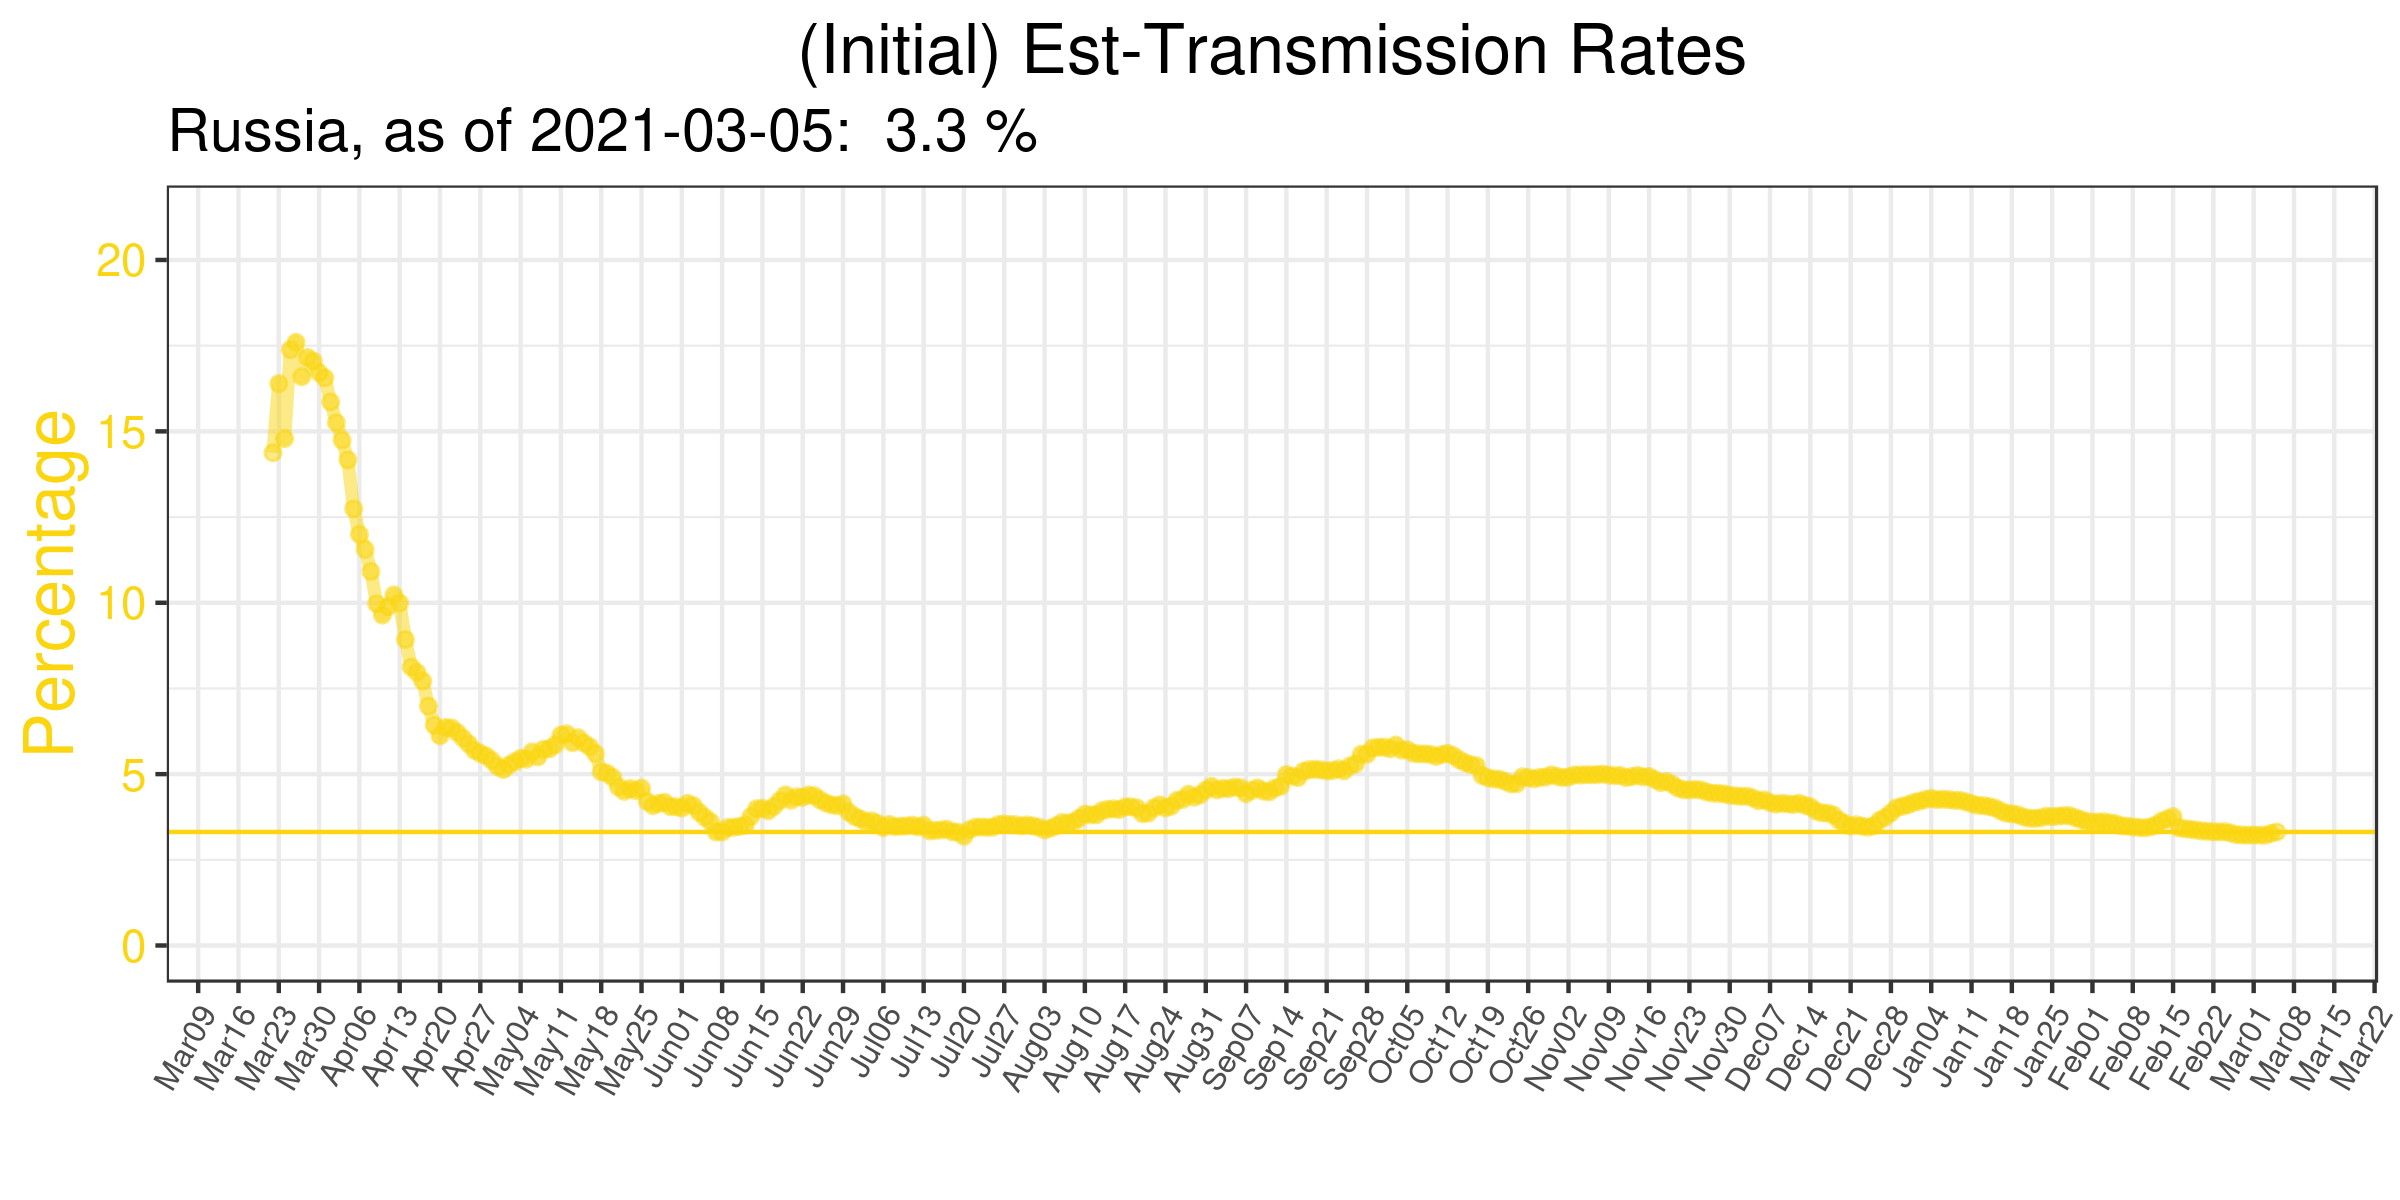 (Initial) Est-Transmission Rates
Russia, as of 2021-03-05:  3.3 %
Percentage
20
15
10
5
0
Mar09
Mar16
Mar23
Mar30
Apr06
Apr13
Apr20
Apr27
May04
May11
May18
May25
Jun01
Jun08
Jun15
Jun22
Jun29
Jul06
Jul13
Jul20
Jul27
Aug03
Aug10
Aug17
Aug24
Aug31
Sep07
Sep14
Sep21
Sep28
Oct05
Oct12
Oct19
Oct26
Nov02
Nov09
Nov16
Nov23
Nov30
Dec07
Dec14
Dec21
Dec28
Jan04
Jan11
Jan18
Jan25
Feb01
Feb08
Feb15
Feb22
Mar01
Mar08
Mar15
Mar22